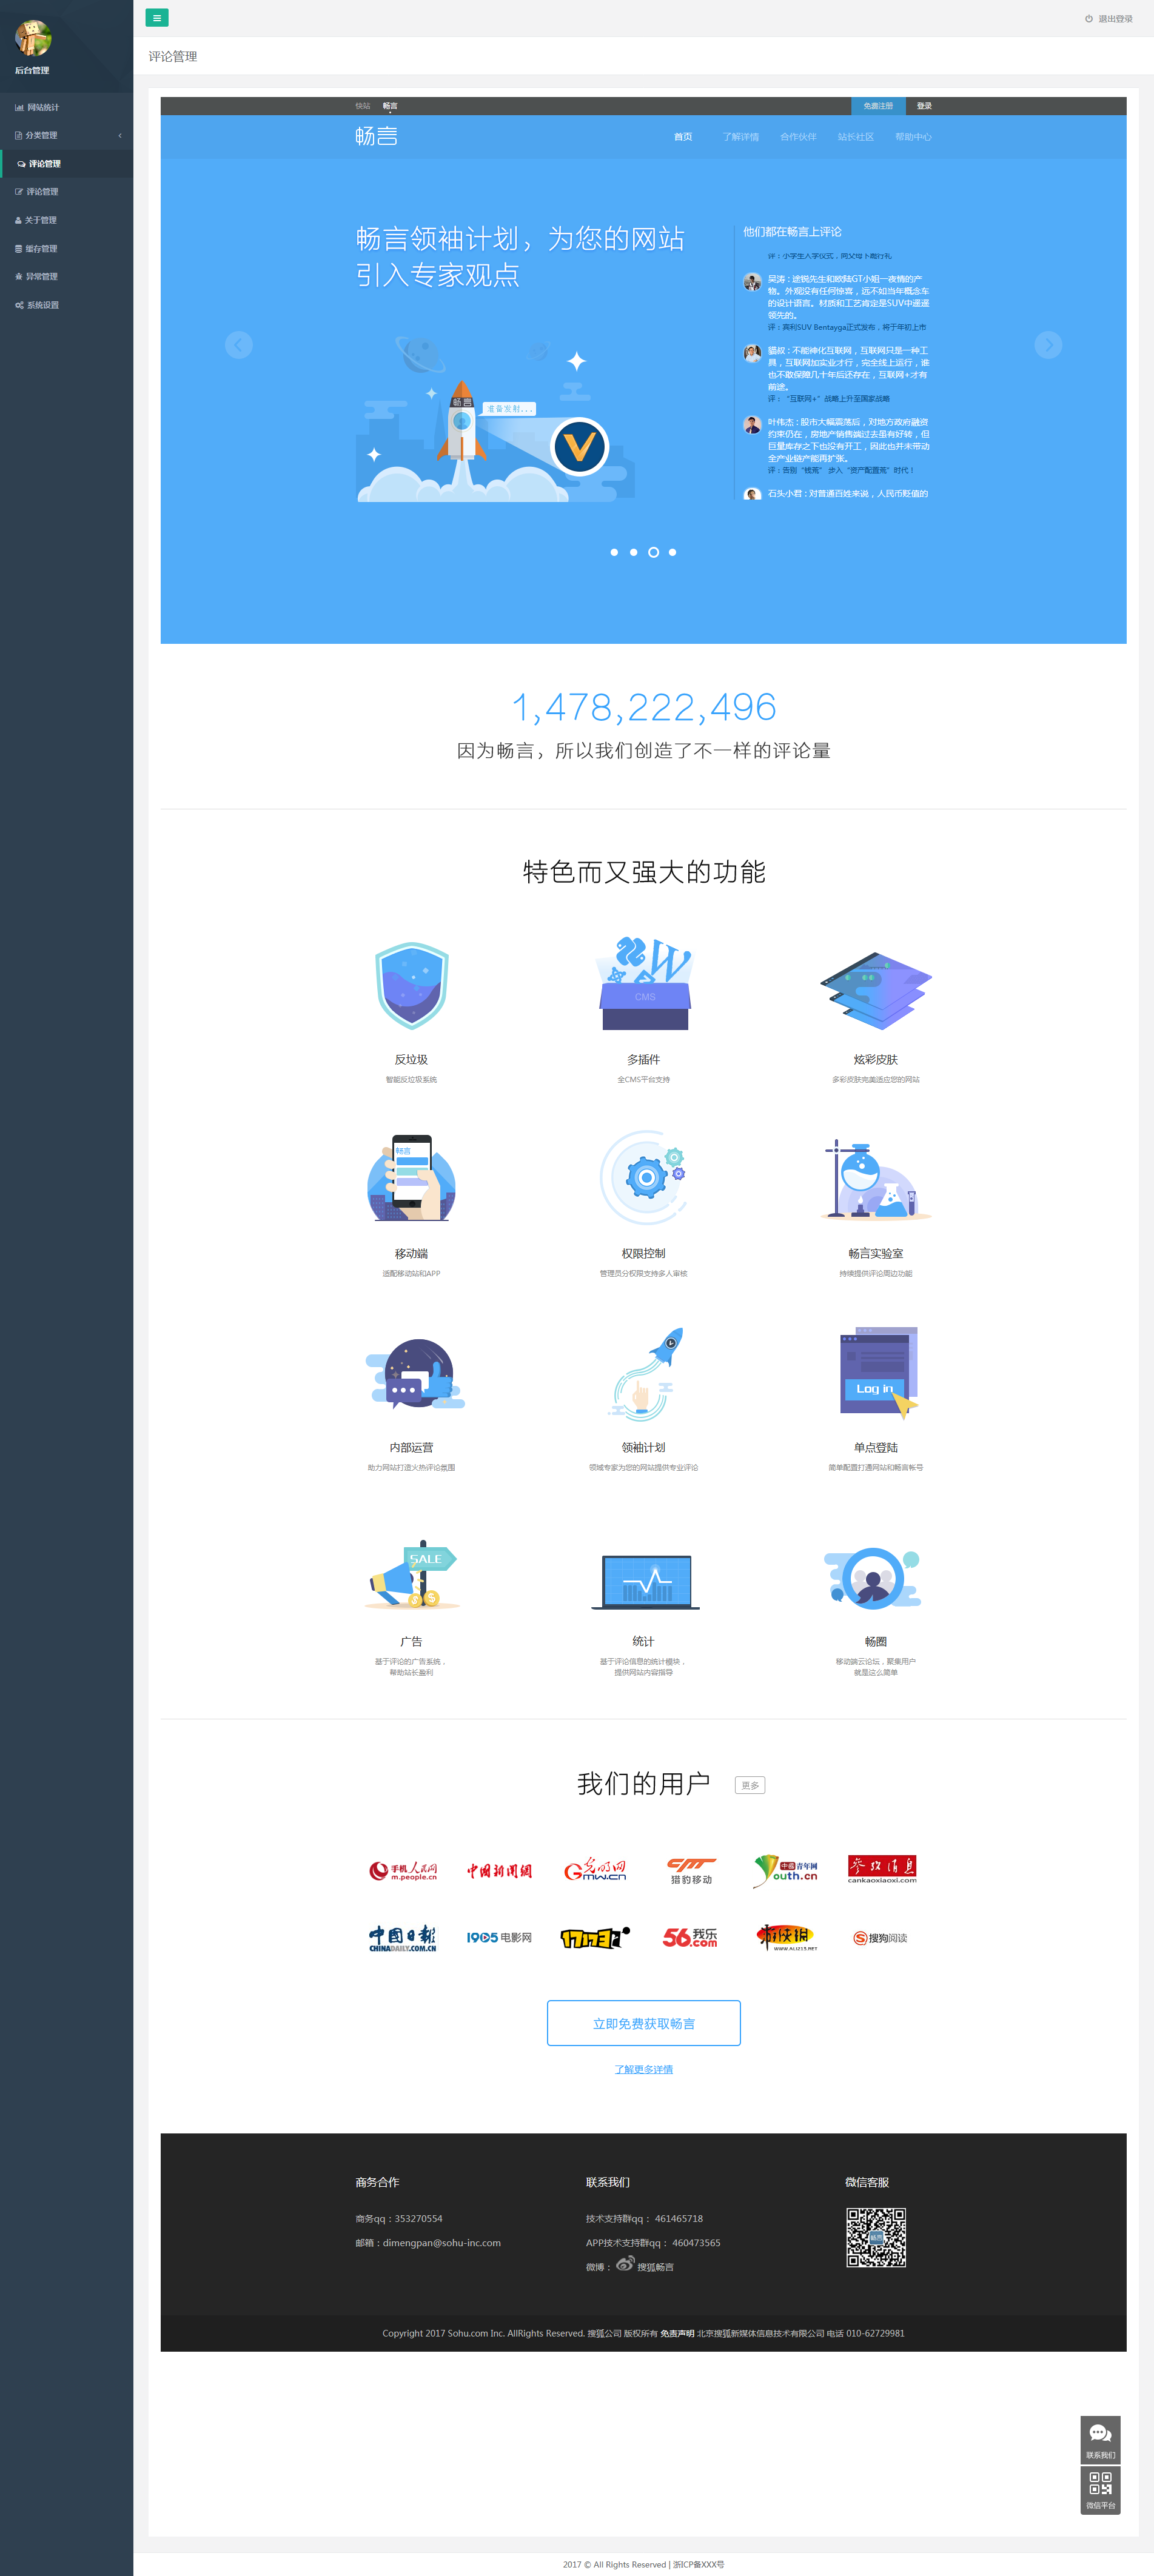 后台管理
网站统计
分类管理
评论管理
评论管理
关于管理
缓存管理
异常管理
系统设置
退出登录
评论管理
快站 畅言
免费注册 登录
畅言
首页 了解详情 合作伙伴 站长社区 帮助中心
畅言领袖计划，为您的网站
引入专家观点
准备发射...
畅言
他们都在畅言上评论
评：小学生入学仪式，向父母下跪行礼
吴涛：途锐先生和欧陆GT小姐一夜情的产
物。外观没有任何惊喜，远不如当年概念车
的设计语言。材质和工艺肯定是SUV中遥遥
领先的。
评：宾利SUV Bentayga正式发布，将于年初上市
猫叔：不能神化互联网，互联网只是一种工
具，互联网加实业才行，完全线上运行，谁
也不敢保障几十年后还存在，互联网+才有
前途。
评：“互联网+”战略上升至国家战略
叶伟杰：股市大幅震荡后，对地方政府融资
约束仍在，房地产销售端过去虽有好转，但
巨量库存之下也没有开工，因此也并未带动
全产业链产能再扩张。
评：告别“钱荒” 步入“资产配置荒”时代！
石头小君：对普通百姓来说，人民币贬值的
1,478,222,496
因为畅言，所以我们创造了不一样的评论量
特色而又强大的功能
CMS
反垃圾
智能反垃圾系统
多插件
全CMS平台支持
炫彩皮肤
多彩皮肤完美适应您的网站
畅言
移动端
适配移动站和APP
权限控制
管理员分权限支持多人审核
畅言实验室
持续提供评论周边功能
Log in
内部运营
助力网站打造火热评论氛围
领袖计划
领域专家为您的网站提供专业评论
单点登陆
简单配置打通网站和畅言帐号
SALE
广告
基于评论的广告系统，
帮助站长盈利
统计
基于评论信息的统计模块，
提供网站内容指导
畅圈
移动端云论坛，聚集用户
就是这么简单
我们的用户 更多
手机人民网
m.people.cn
中国新闻网
光明网
GMW.CN
猎豹移动
中国青年网
Youth.cn
参考消息
cankaoxiaoxi.com
中国日报
CHINADAILY.COM.CN
1905电影网
17173
56我乐
.com
游侠网
WWW.ALI213.NET
搜狗阅读
立即免费获取畅言
了解更多详情
商务合作
商务qq：353270554
邮箱：dimengpan@sohu-inc.com
联系我们
技术支持群qq： 461465718
APP技术支持群qq： 460473565
微博： 搜狐畅言
微信客服
畅言
Copyright 2017 Sohu.com Inc. AllRights Reserved. 搜狐公司 版权所有 免责声明 北京搜狐新媒体信息技术有限公司 电话 010-62729981
联系我们
微信平台
2017 © All Rights Reserved | 浙ICP备XXX号